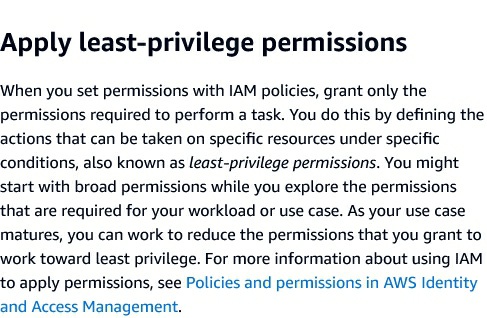 Apply least-privilege permissions
When you set permissions with IAM policies, grant only the
permissions required to perform a task. You do this by defining the
actions that can be taken on specific resources under specific
conditions, also known as least-privilege permissions. You might
start with broad permissions while you explore the permissions
that are required for your workload or use case. As your use case
matures, you can work to reduce the permissions that you grant to
work toward least privilege. For more information about using IAM
to apply permissions, see Policies and permissions in AWS Identity
and Access Management.